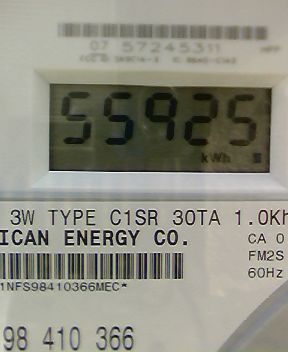 07 57245311
55925
kWh
3W TYPE C1SR 30TA 1.0Kh
ICAN ENERGY CO.
CA 0
FM2S
60Hz
1NFS98410366MEC*
98 410 366